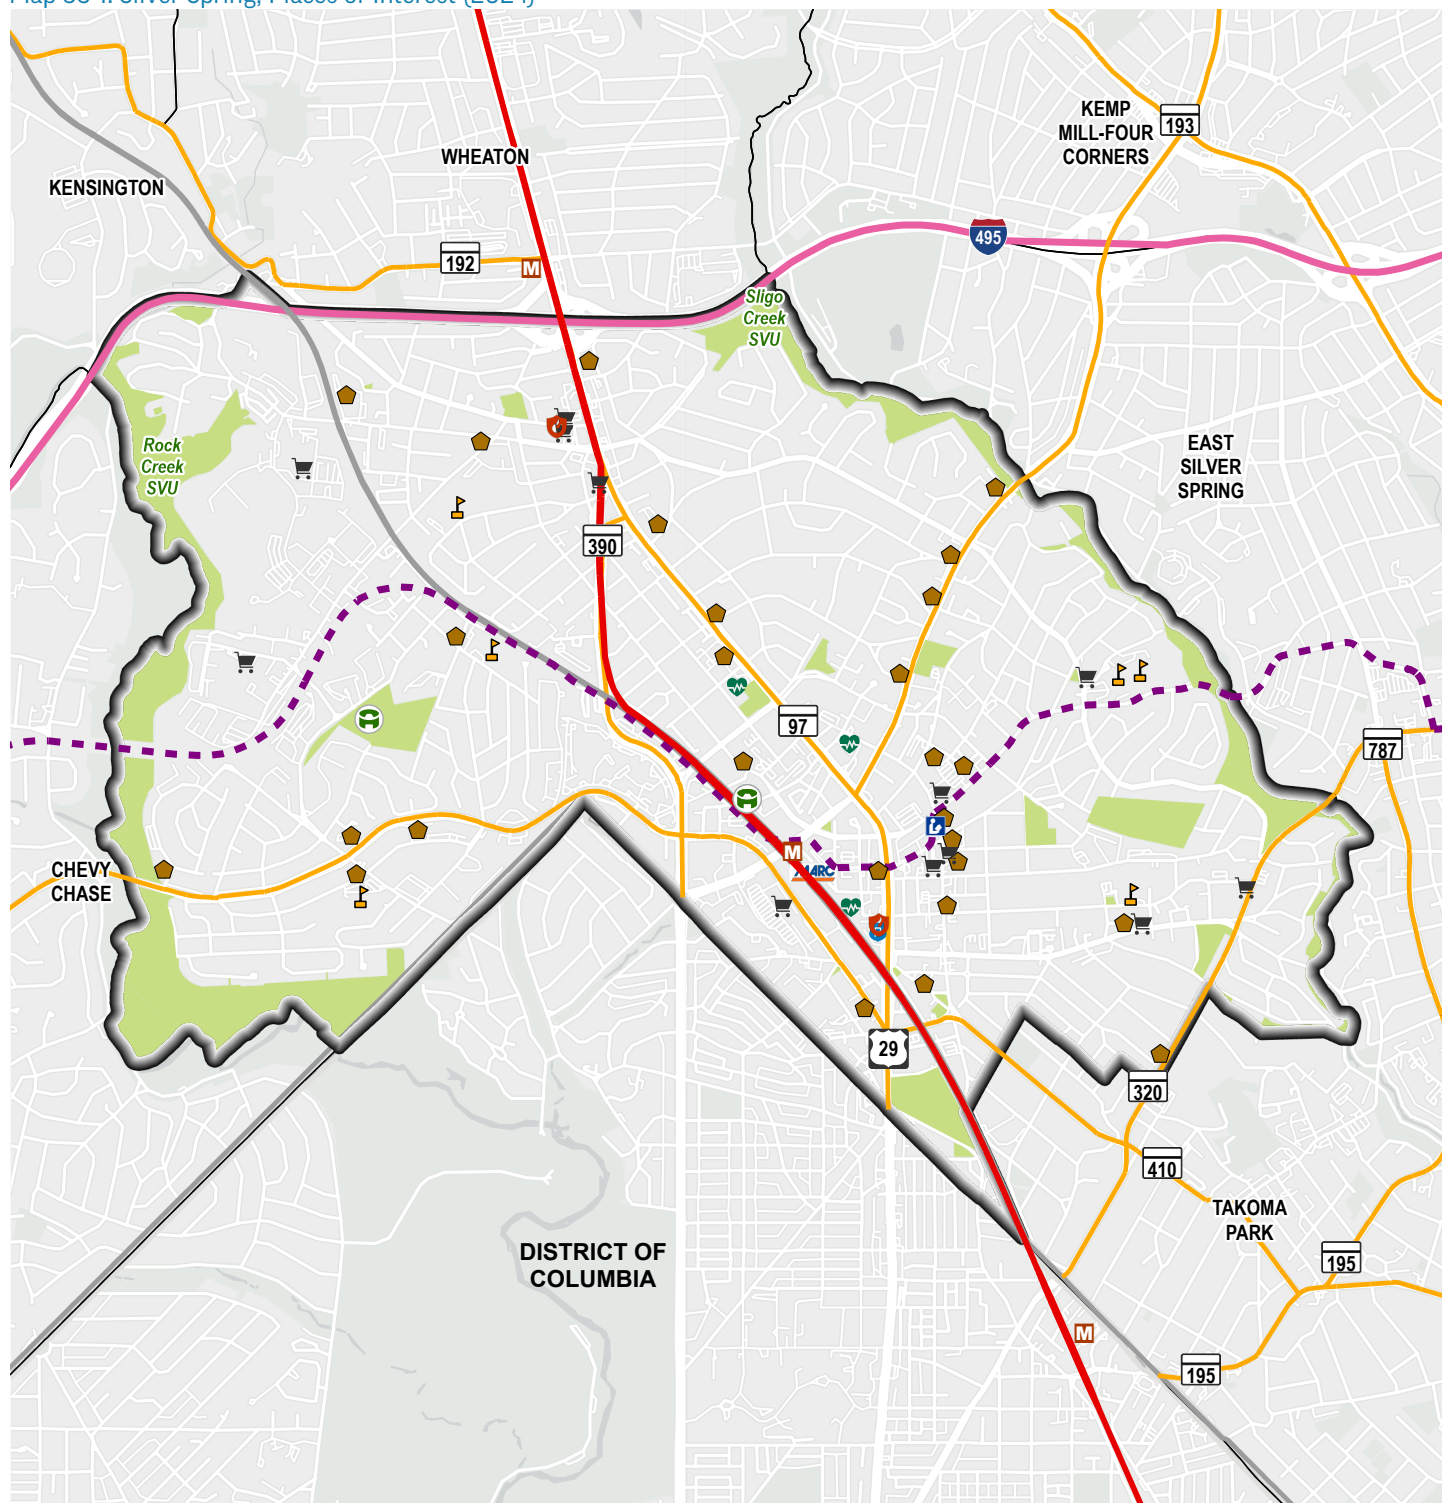 KEMP
MILL-FOUR
CORNERS
193
WHEATON
KENSINGTON
495
192
M
Sligo
Creek
SVU
Rock
Creek
SVU
EAST
SILVER
SPRING
390
97
787
M
MARC
CHEVY
CHASE
29
320
410
TAKOMA
PARK
DISTRICT OF
COLUMBIA
195
M
195